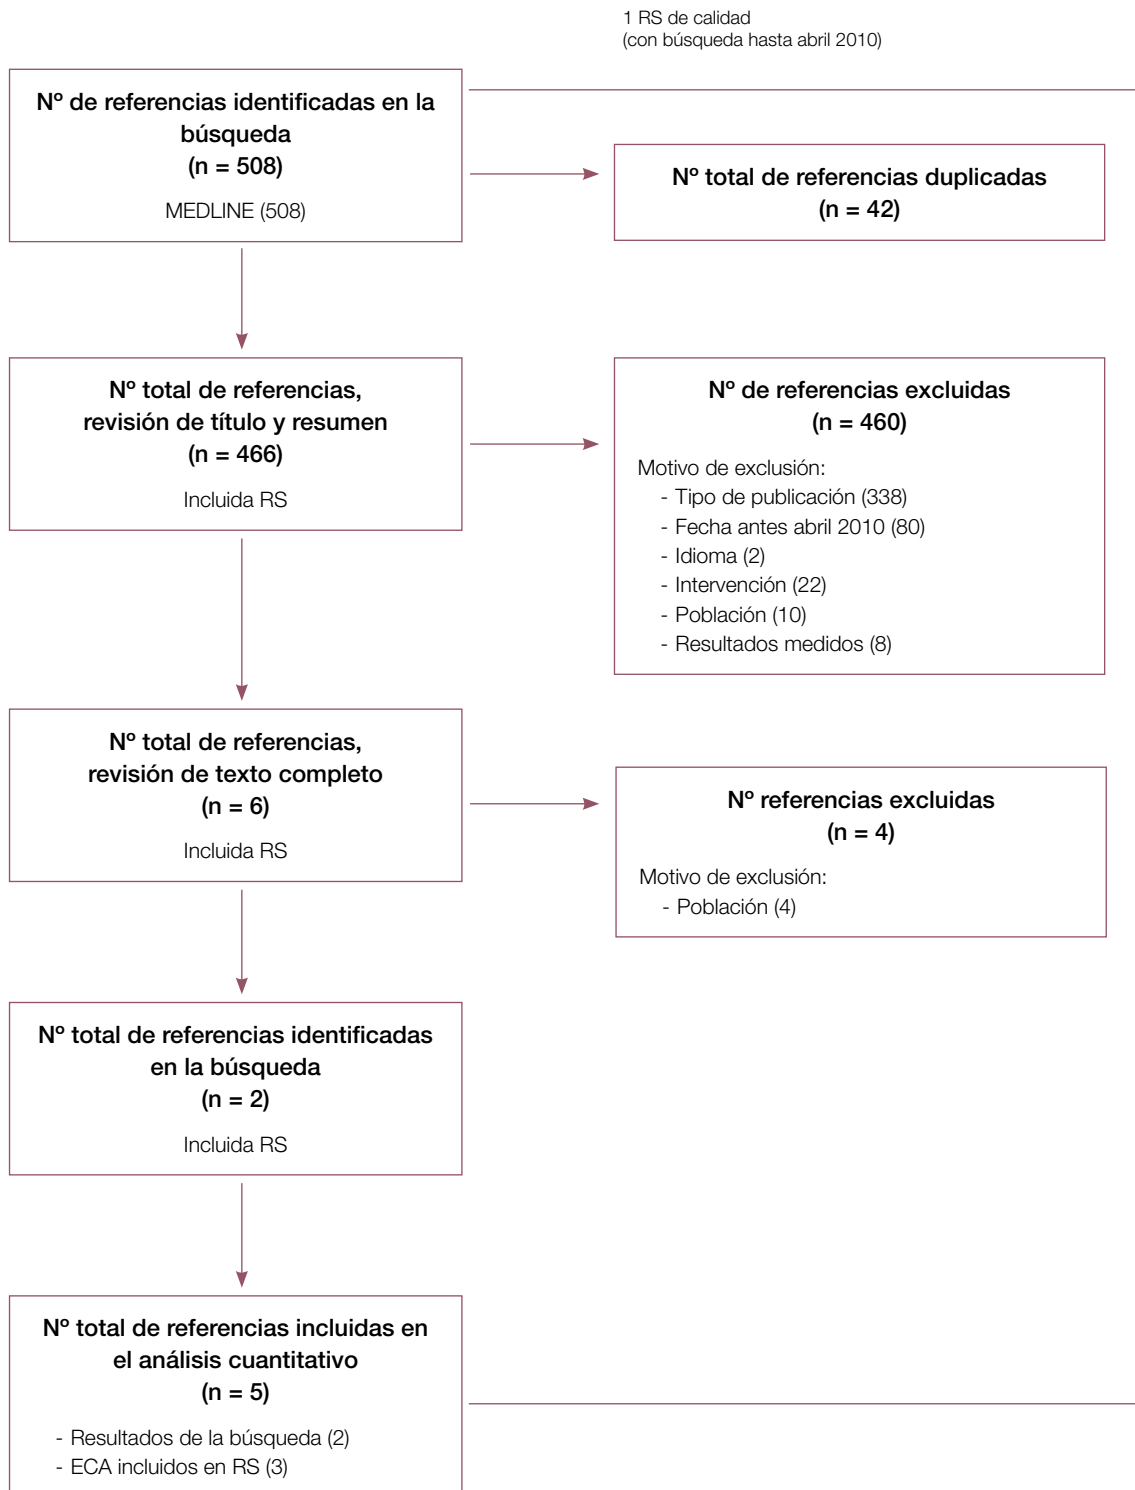 1 RS de calidad
(con búsqueda hasta abril 2010)
Nº de referencias identificadas en la
búsqueda
(n = 508)
MEDLINE (508)
Nº total de referencias duplicadas
(n = 42)
Nº total de referencias,
revisión de título y resumen
(n = 466)
Incluida RS
Nº de referencias excluidas
(n = 460)
Motivo de exclusión:
- Tipo de publicación (338)
- Fecha antes abril 2010 (80)
- Idioma (2)
- Intervención (22)
- Población (10)
- Resultados medidos (8)
Nº total de referencias,
revisión de texto completo
(n = 6)
Incluida RS
Nº referencias excluidas
(n = 4)
Motivo de exclusión:
- Población (4)
Nº total de referencias identificadas
en la búsqueda
(n = 2)
Incluida RS
Nº total de referencias incluidas en
el análisis cuantitativo
(n = 5)
- Resultados de la búsqueda (2)
- ECA incluidos en RS (3)